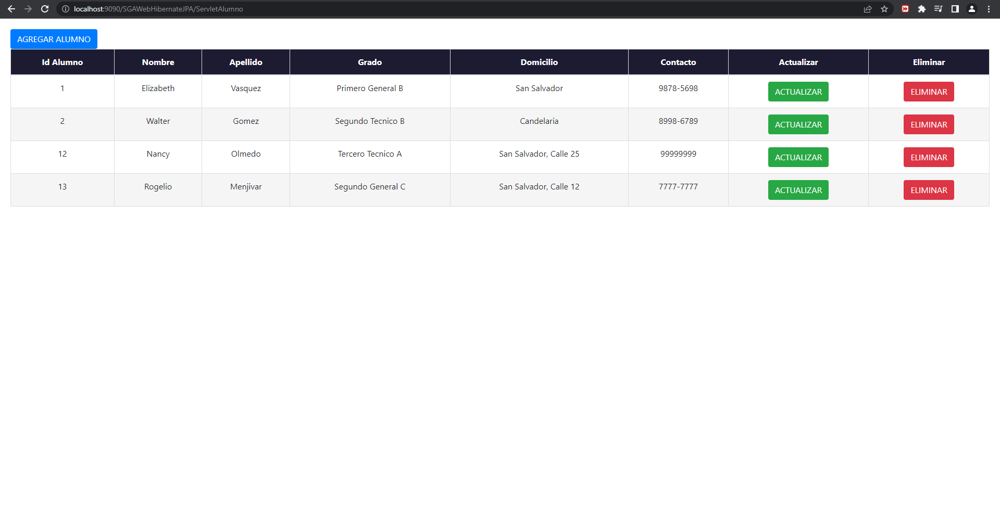 localhost:9090/SGAWebHibernateJPA/ServletAlumno
AGREGAR ALUMNO
Id Alumno Nombre Apellido Grado Domicilio Contacto Actualizar Eliminar
1 Elizabeth Vasquez Primero General B San Salvador 9878-5698 ACTUALIZAR ELIMINAR
2 Walter Gomez Segundo Tecnico B Candelaria 8998-6789 ACTUALIZAR ELIMINAR
12 Nancy Olmedo Tercero Tecnico A San Salvador, Calle 25 99999999 ACTUALIZAR ELIMINAR
13 Rogelio Menjivar Segundo General C San Salvador, Calle 12 7777-7777 ACTUALIZAR ELIMINAR